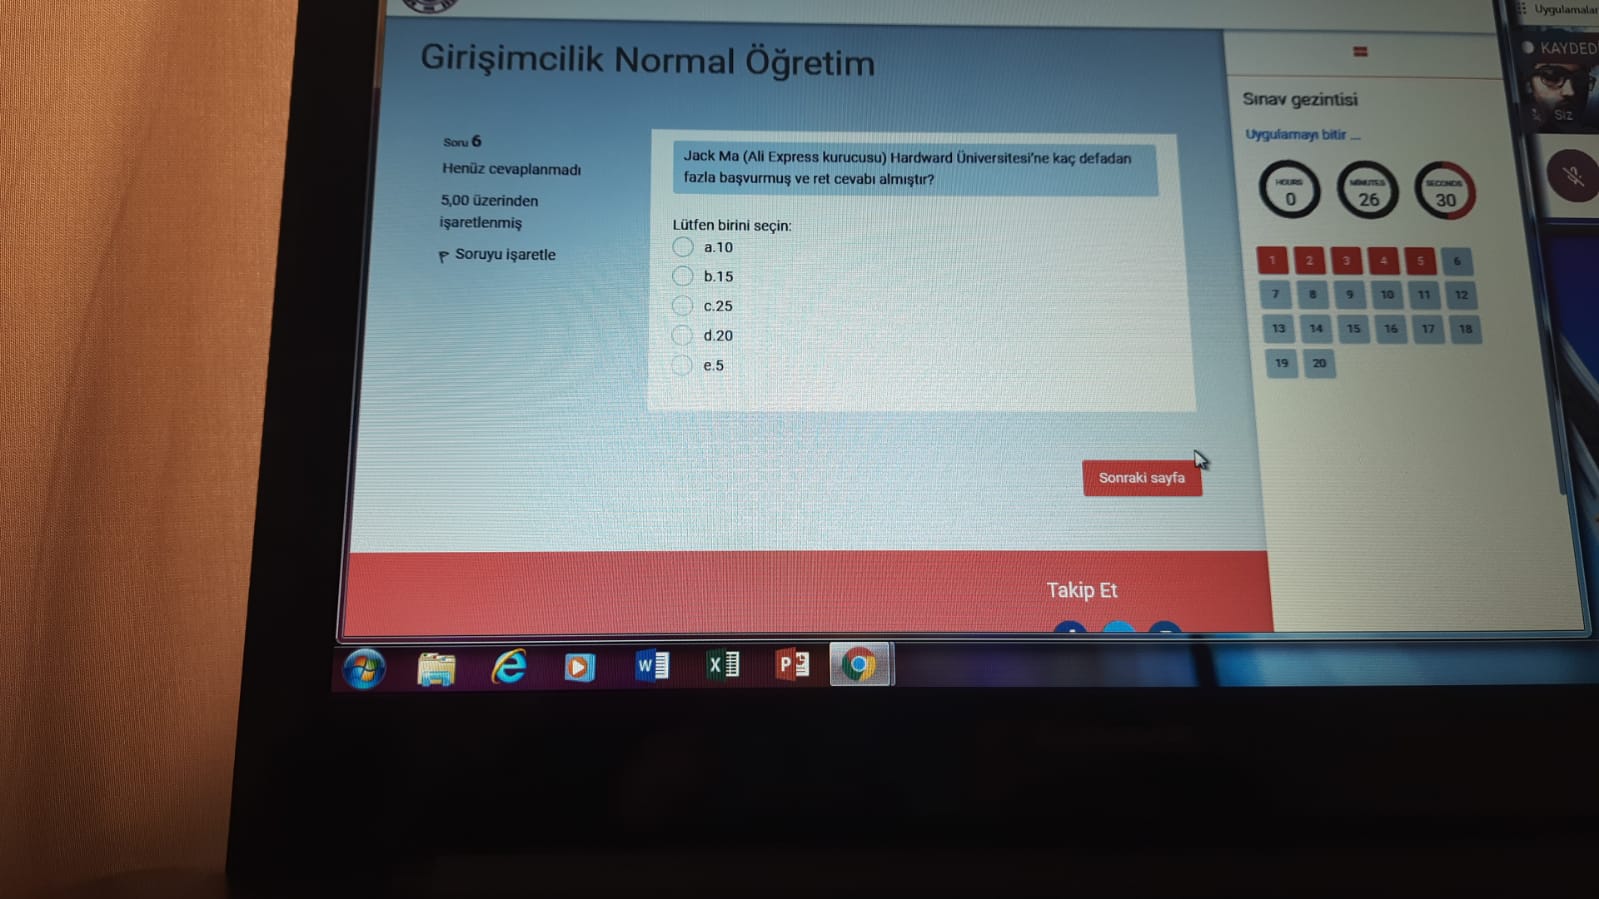 Girişimcilik Normal Öğretim
Soru 6
Henüz cevaplanmadı
5,00 üzerinden
işaretlenmiş
Soruyu işaretle
Jack Ma (Ali Express kurucusu) Hardward Üniversitesi'ne kaç defadan
fazla başvurmuş ve ret cevabı almıştır?
Lütfen birini seçin:
a.10
b.15
c.25
d.20
e.5
Sonraki sayfa
Takip Et
Sınav gezintisi
Uygulamayı bitir ...
HOURS MINUTES SECONDS
0 26 30
1 2 3 4 5 6
7 8 9 10 11 12
13 14 15 16 17 18
19 20
Uygulamalar
KAYDED
Siz